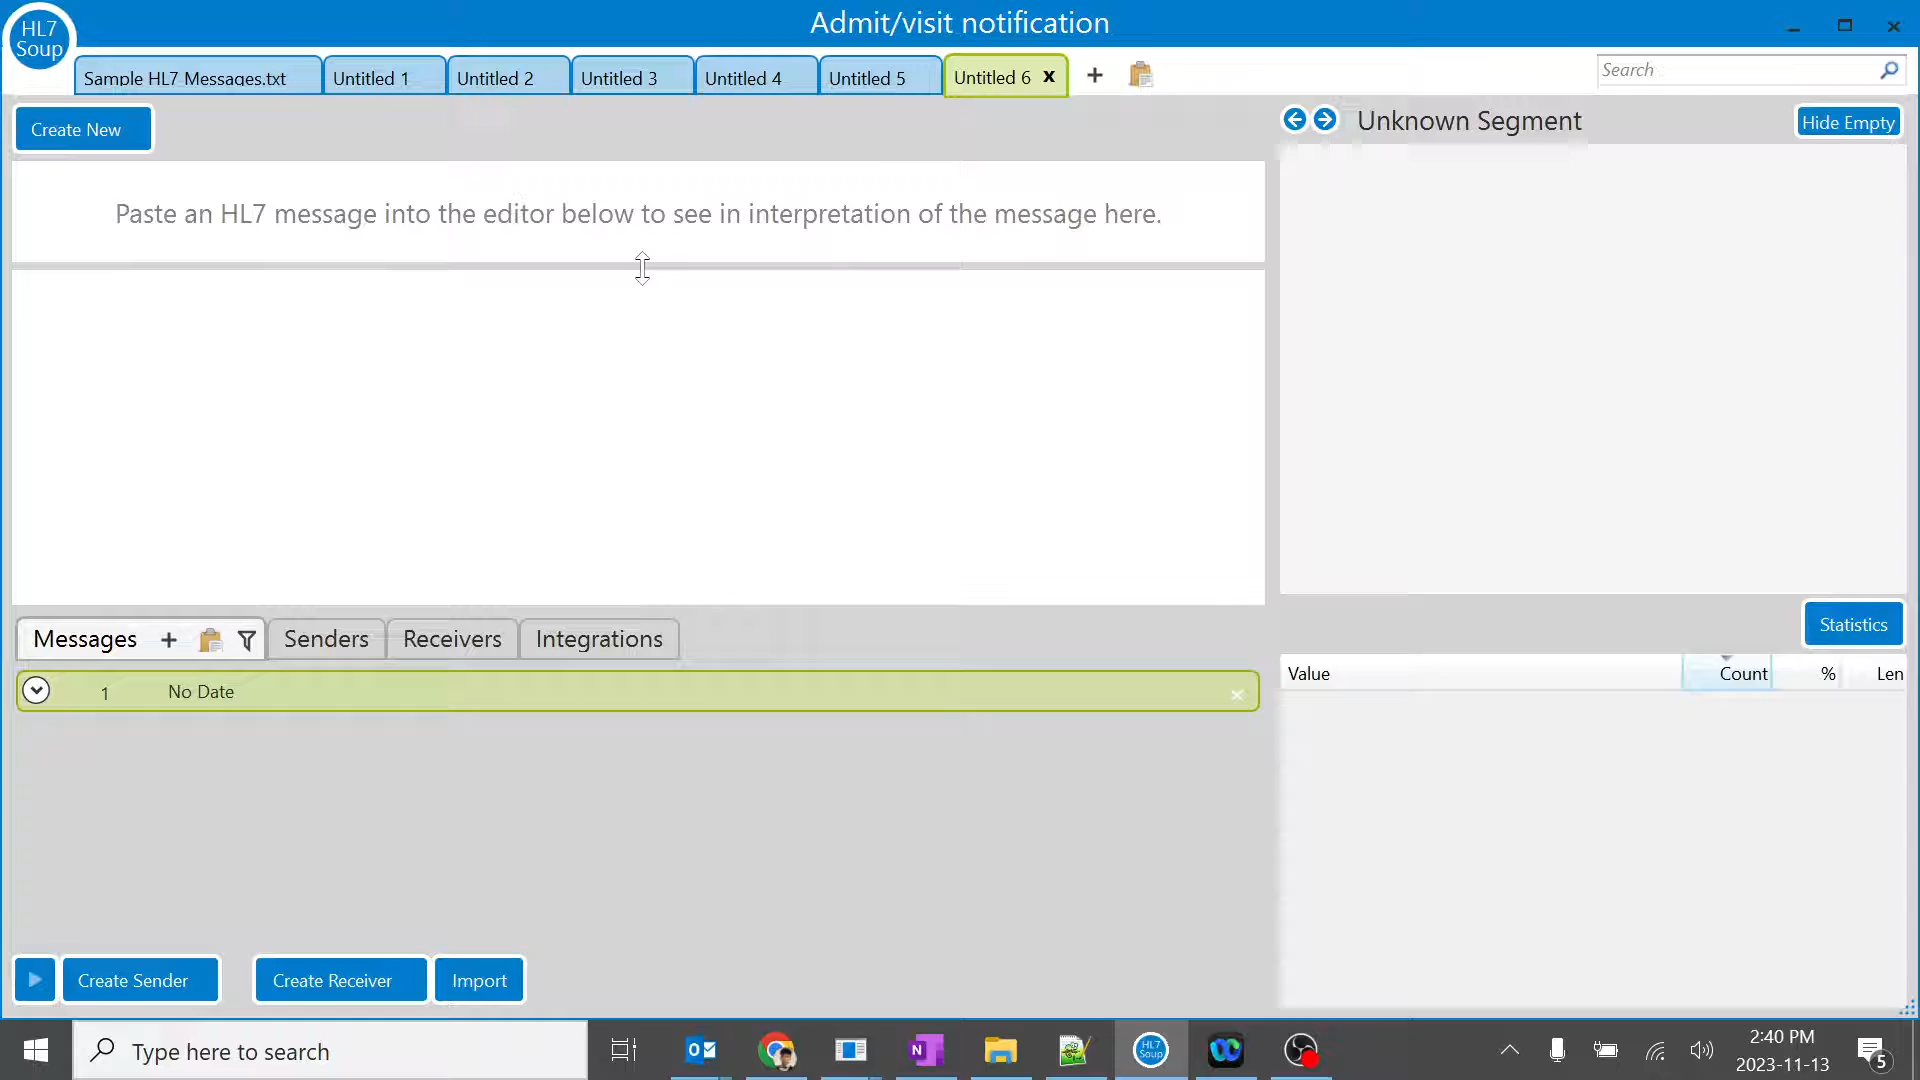 HL7
Soup
Admit/visit notification
Sample HL7 Messages.txt
Untitled 1
Untitled 2
Untitled 3
Untitled 4
Untitled 5
Untitled 6 x
Search
Create New
Unknown Segment
Hide Empty
Paste an HL7 message into the editor below to see in interpretation of the message here.
Statistics
Messages
Senders
Receivers
Integrations
Value
Count
%
Len
1
No Date
Create Sender
Create Receiver
Import
Type here to search
HL7
Soup
2:40 PM
2023-11-13
5